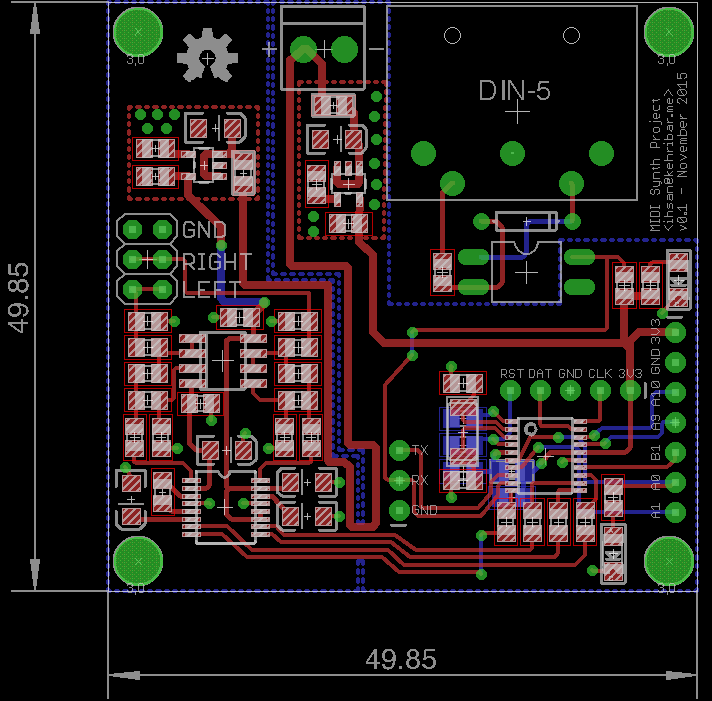 3,0
3,0
DIN-5
MIDI Synth Project
<ihsan@kehribar.me>
v0.1 - November 2015
GND
RIGHT
LEFT
49.85
RST DAT GND CLK 3V3
3V3
GND
A10
A9
B1
A0
A1
TX
RX
GND
3,0
3,0
49.85